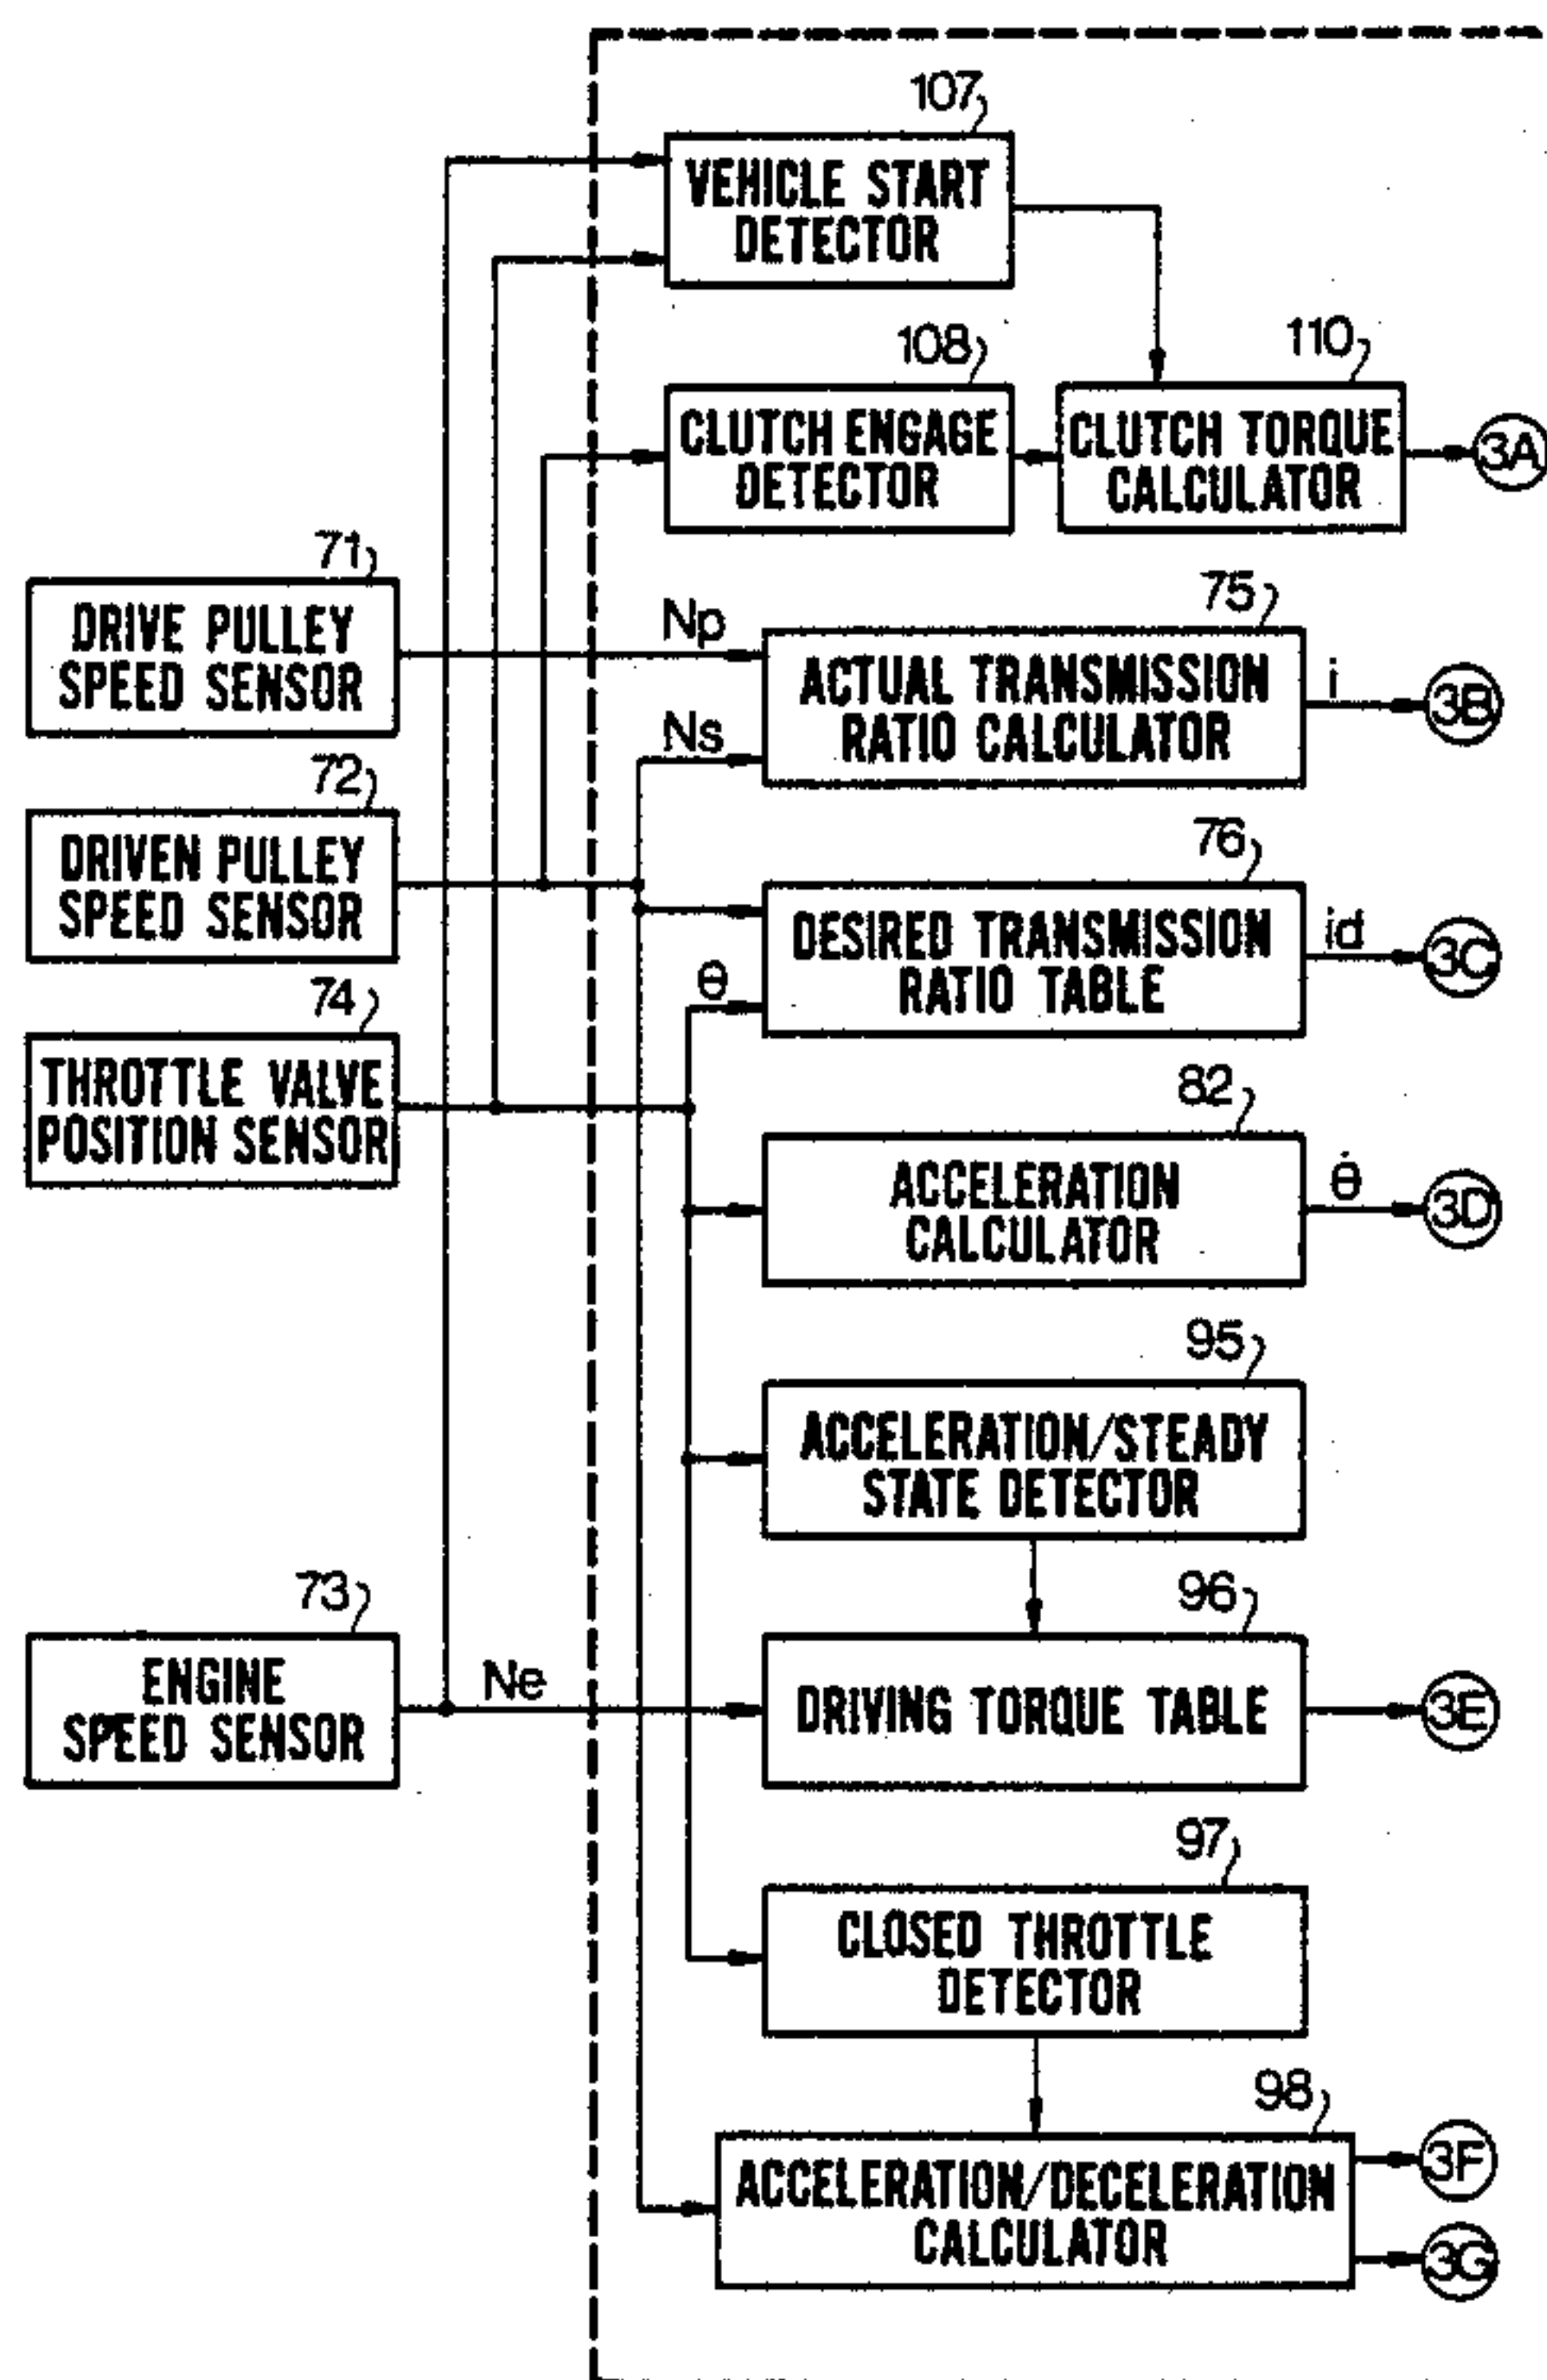 107
VEHICLE START
DETECTOR
108
CLUTCH ENGAGE
DETECTOR
110
CLUTCH TORQUE
CALCULATOR
3A
71
DRIVE PULLEY
SPEED SENSOR
Np
Ns
75
ACTUAL TRANSMISSION
RATIO CALCULATOR
i
3B
72
DRIVEN PULLEY
SPEED SENSOR
76
DESIRED TRANSMISSION
RATIO TABLE
θ
id
3C
74
THROTTLE VALVE
POSITION SENSOR
82
ACCELERATION
CALCULATOR
θ̇
3D
95
ACCELERATION/STEADY
STATE DETECTOR
73
ENGINE
SPEED SENSOR
Ne
96
DRIVING TORQUE TABLE
3E
97
CLOSED THROTTLE
DETECTOR
98
ACCELERATION/DECELERATION
CALCULATOR
3F
3G